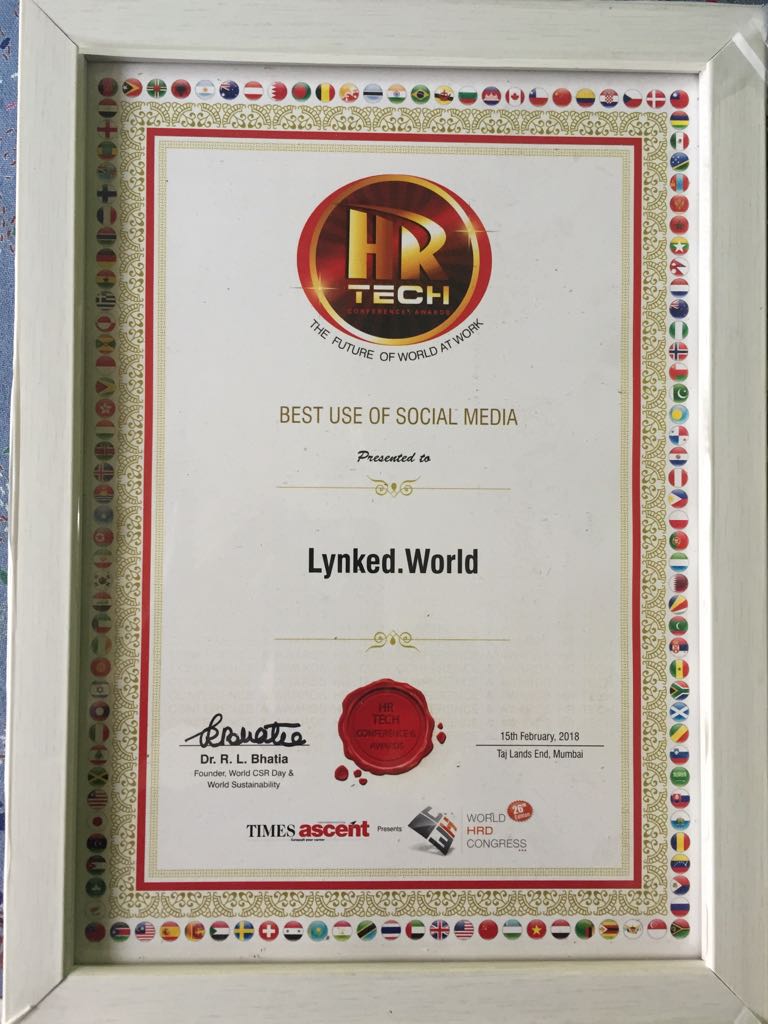 HR
TECH
CONFERENCE & AWARDS
THE FUTURE OF WORLD AT WORK
BEST USE OF SOCIAL MEDIA
Presented to
Lynked.World
HR
TECH
CONFERENCE &
AWARDS
Dr. R. L. Bhatia
Founder, World CSR Day &
World Sustainability
15th February, 2018
Taj Lands End, Mumbai
TIMES ascent
Presents
WORLD
HRD
CONGRESS
26th
Edition